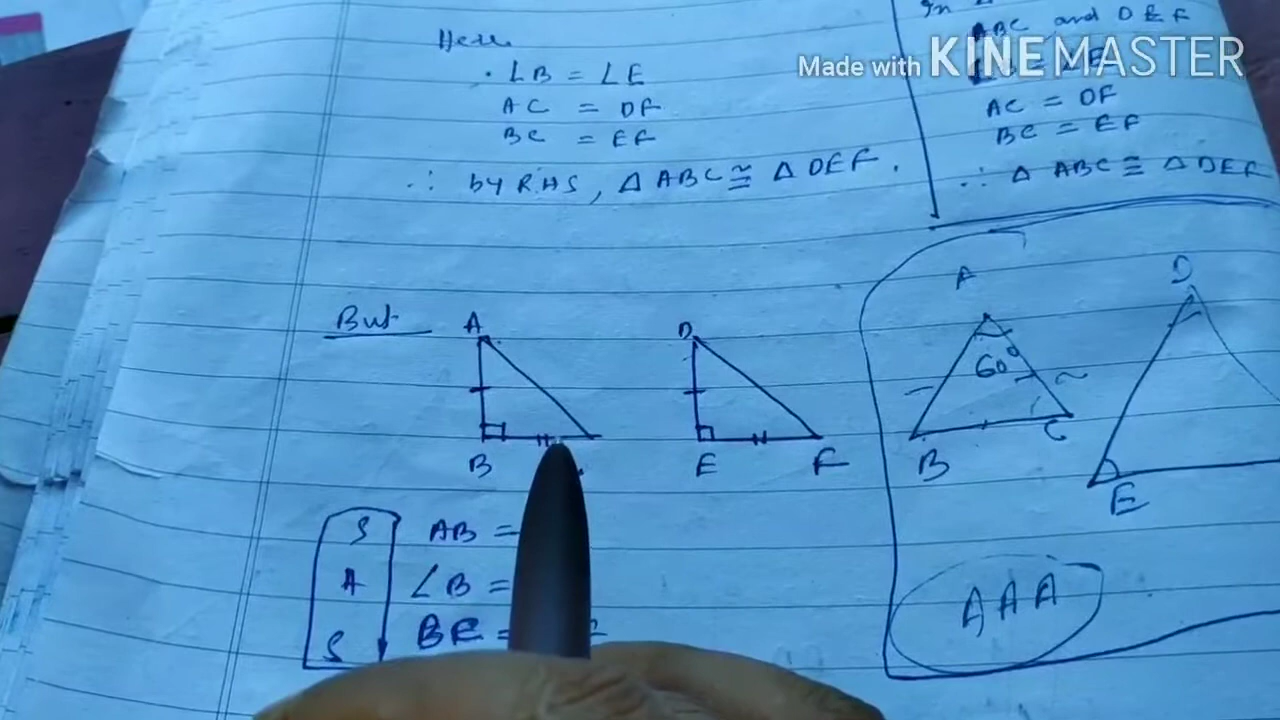 Here
∠B = ∠E
AC = DF
BC = EF
∴ by RHS, △ ABC ≅ △ DEF.
In △
ABC and DEF
AC = DF
BC = EF
∴ △ ABC ≅ △ DEF
Made with KINEMASTER
But
A
B
D
E
F
S AB =
A ∠B =
S BE =
A
60°
B
C
D
E
AAA